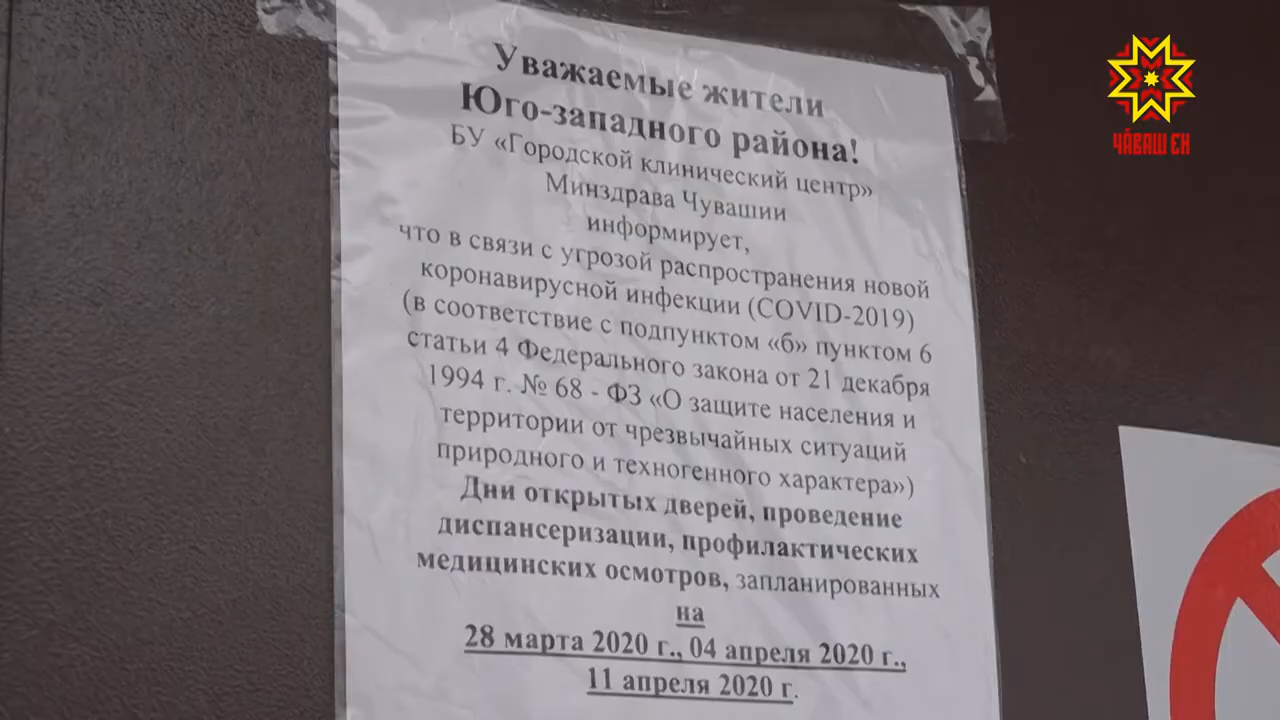 Уважаемые жители
Юго-западного района!
БУ «Городской клинический центр»
Минздрава Чувашии
информирует,
что в связи с угрозой распространения новой
коронавирусной инфекции (COVID-2019)
(в соответствие с подпунктом «б» пунктом 6
статьи 4 Федерального закона от 21 декабря
1994 г. № 68 - ФЗ «О защите населения и
территории от чрезвычайных ситуаций
природного и техногенного характера»)
Дни открытых дверей, проведение
диспансеризации, профилактических
медицинских осмотров, запланированных
на
28 марта 2020 г., 04 апреля 2020 г.,
11 апреля 2020 г.
ЧӐВАШ ЕН